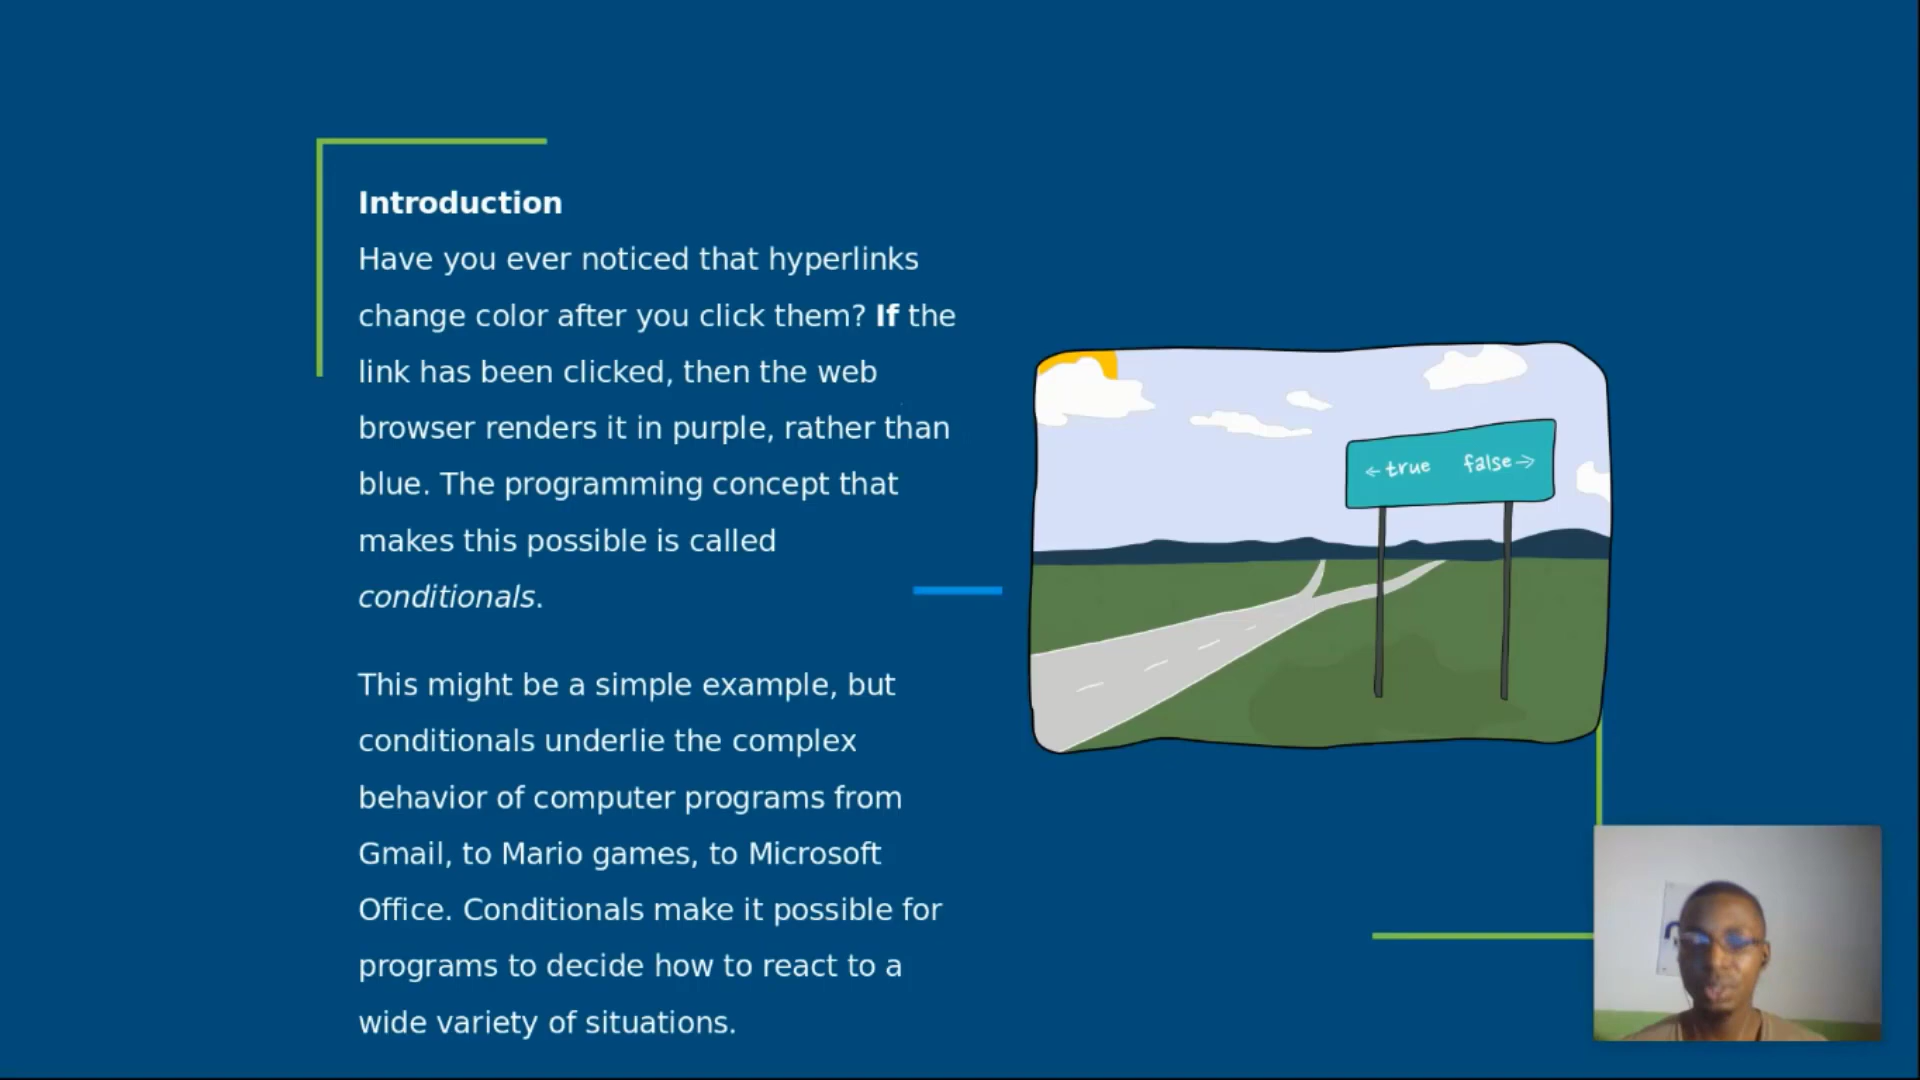 Introduction
Have you ever noticed that hyperlinks
change color after you click them? If the
link has been clicked, then the web
browser renders it in purple, rather than
blue. The programming concept that
makes this possible is called
conditionals.
This might be a simple example, but
conditionals underlie the complex
behavior of computer programs from
Gmail, to Mario games, to Microsoft
Office. Conditionals make it possible for
programs to decide how to react to a
wide variety of situations.
←true false→